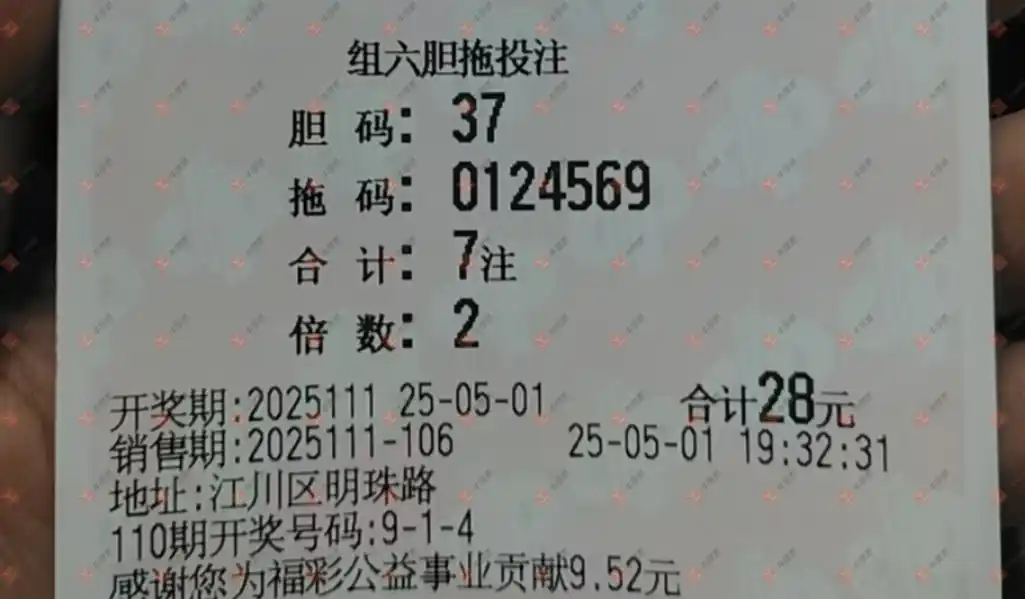 组六胆拖投注
胆 码: 37
拖 码: 0124569
合 计: 7注
倍 数: 2
开奖期:2025111 25-05-01 合计28元
销售期:2025111-106 25-05-01 19:32:31
地址:江川区明珠路
110期开奖号码:9-1-4
感谢您为福彩公益事业贡献9.52元